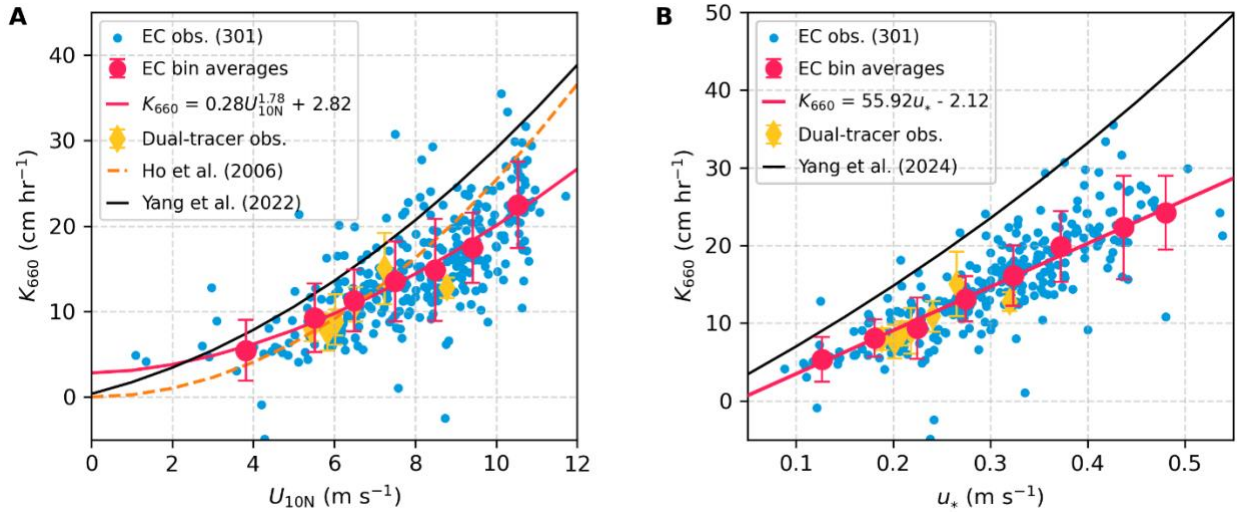 A
EC obs. (301)
EC bin averages
K₆₆₀ = 0.28U₁₀N^1.78 + 2.82
Dual-tracer obs.
Ho et al. (2006)
Yang et al. (2022)
K₆₆₀ (cm hr⁻¹)
40
30
20
10
0
0 2 4 6 8 10 12
U₁₀N (m s⁻¹)
B
EC obs. (301)
EC bin averages
K₆₆₀ = 55.92u* - 2.12
Dual-tracer obs.
Yang et al. (2024)
K₆₆₀ (cm hr⁻¹)
50
40
30
20
10
0
0.1 0.2 0.3 0.4 0.5
u* (m s⁻¹)